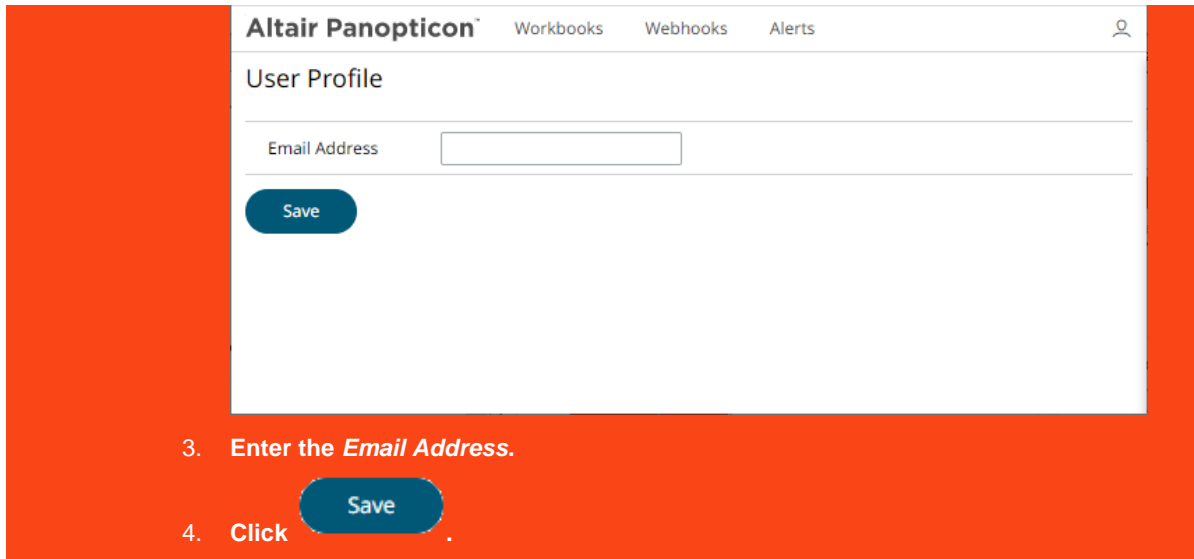 Altair Panopticon™ Workbooks Webhooks Alerts
User Profile
Email Address
Save
3. Enter the Email Address.
4. Click Save .